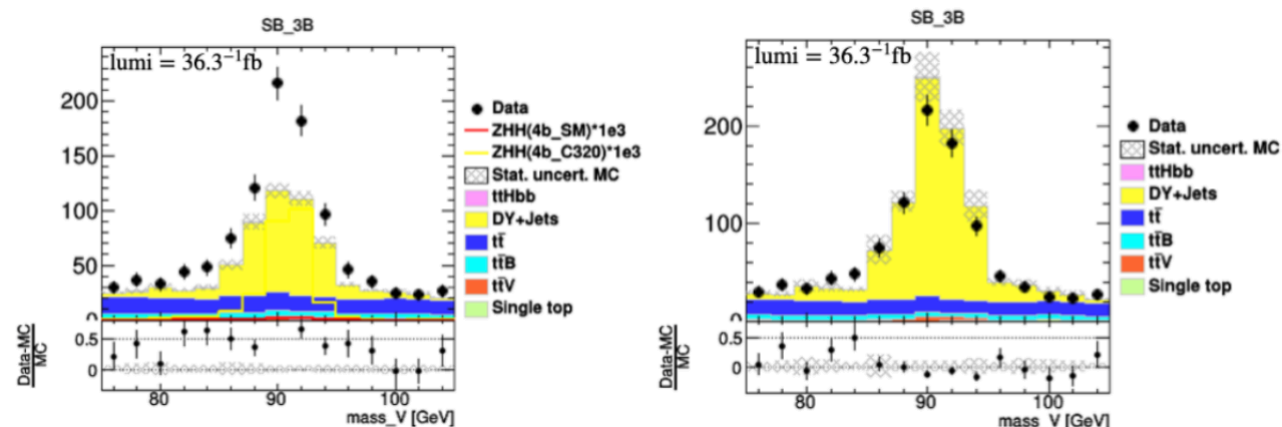 SB_3B
lumi = 36.3⁻¹fb
200
150
100
50
0
Data-MC
MC
0.5
0
80
90
100
mass_V [GeV]
Data
ZHH(4b_SM)*1e3
ZHH(4b_C320)*1e3
Stat. uncert. MC
ttHbb
DY+Jets
tt̄
tt̄B
tt̄V
Single top
SB_3B
lumi = 36.3⁻¹fb
200
100
0
Data-MC
MC
0.5
0
80
90
100
mass_V [GeV]
Data
Stat. uncert. MC
ttHbb
DY+Jets
tt̄
tt̄B
tt̄V
Single top